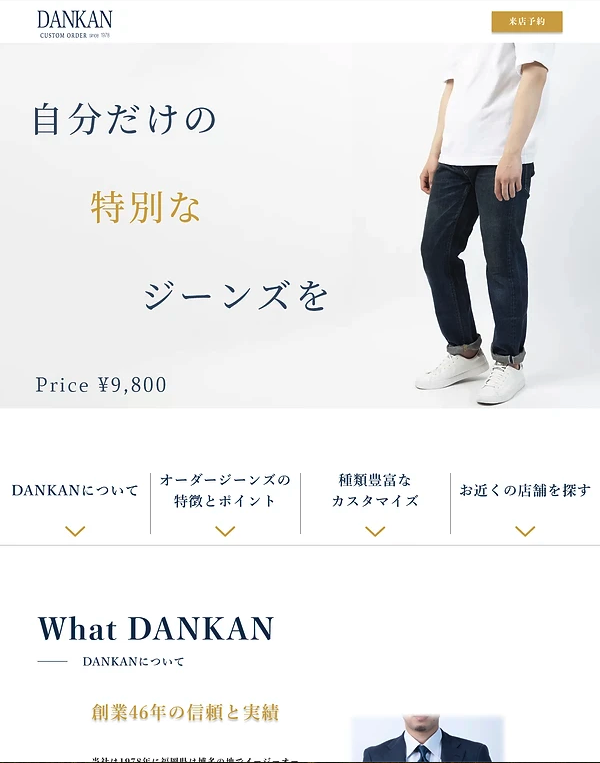 DANKAN
CUSTOM ORDER since 1978
来店予約
自分だけの
特別な
ジーンズを
Price ¥9,800
DANKANについて
オーダージーンズの
特徴とポイント
種類豊富な
カスタマイズ
お近くの店舗を探す
What DANKAN
DANKANについて
創業46年の信頼と実績